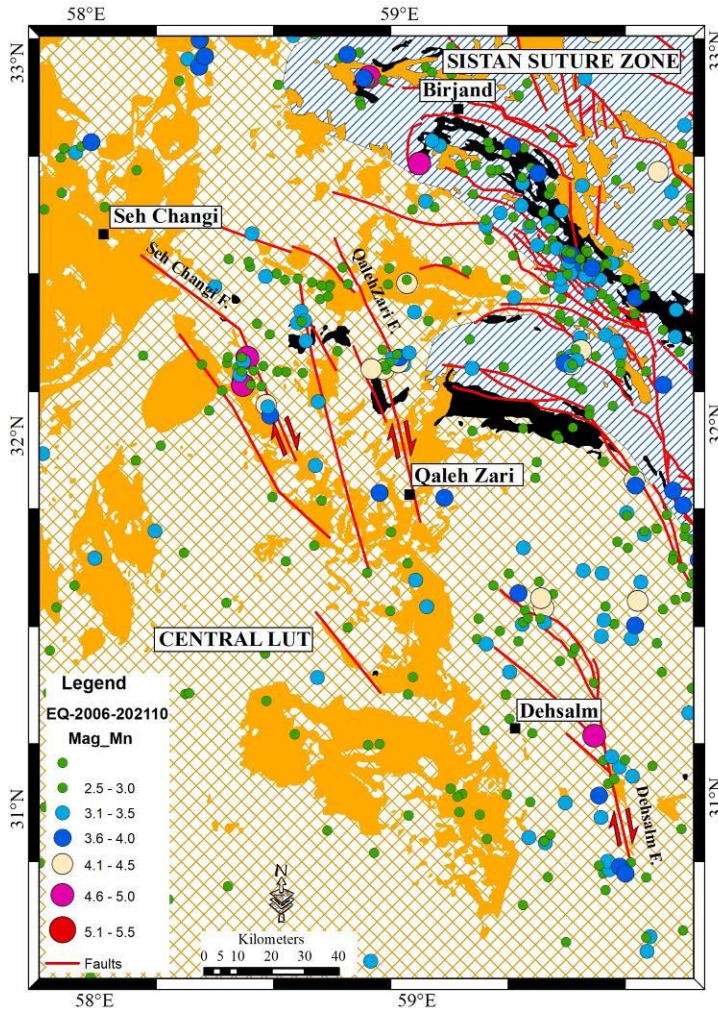 58°E
59°E
33°N
33°N
SISTAN SUTURE ZONE
Birjand
Seh Changi
Seh Changi F.
QalehZari F.
32°N
32°N
Qaleh Zari
CENTRAL LUT
Legend
EQ-2006-202110
Mag_Mn
2.5 - 3.0
3.1 - 3.5
3.6 - 4.0
4.1 - 4.5
4.6 - 5.0
5.1 - 5.5
Faults
Dehsalm
Dehsalm F.
31°N
31°N
N
Kilometers
0 5 10 20 30 40
58°E
59°E